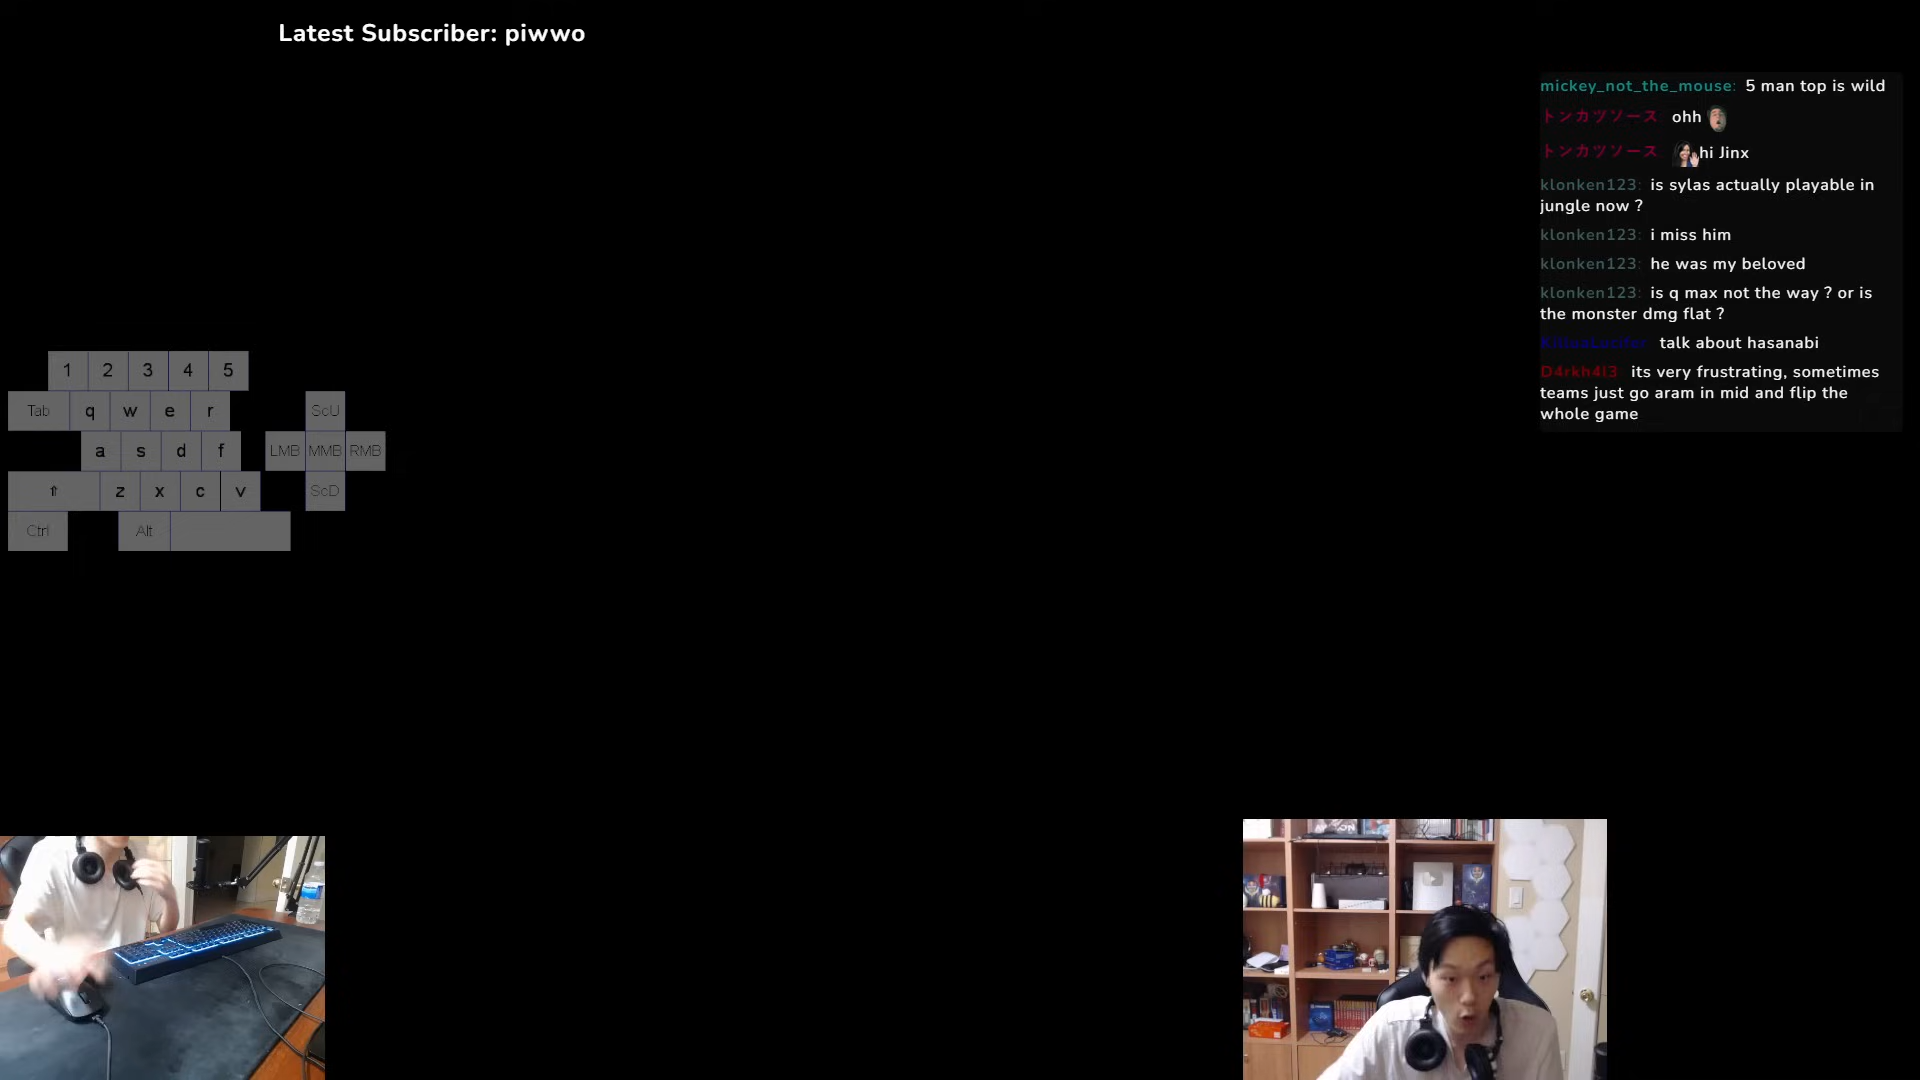 Latest Subscriber: piwwo
mickey_not_the_mouse: 5 man top is wild
トンカツソース ohh
トンカツソース hi Jinx
klonken123: is sylas actually playable in
jungle now ?
klonken123: i miss him
klonken123: he was my beloved
klonken123: is q max not the way ? or is
the monster dmg flat ?
talk about hasanabi
D4rkh4l3 its very frustrating, sometimes
teams just go aram in mid and flip the
whole game
1 2 3 4 5
Tab q w e r ScU
a s d f LMB MMB RMB
⇧ z x c v ScD
Ctrl Alt